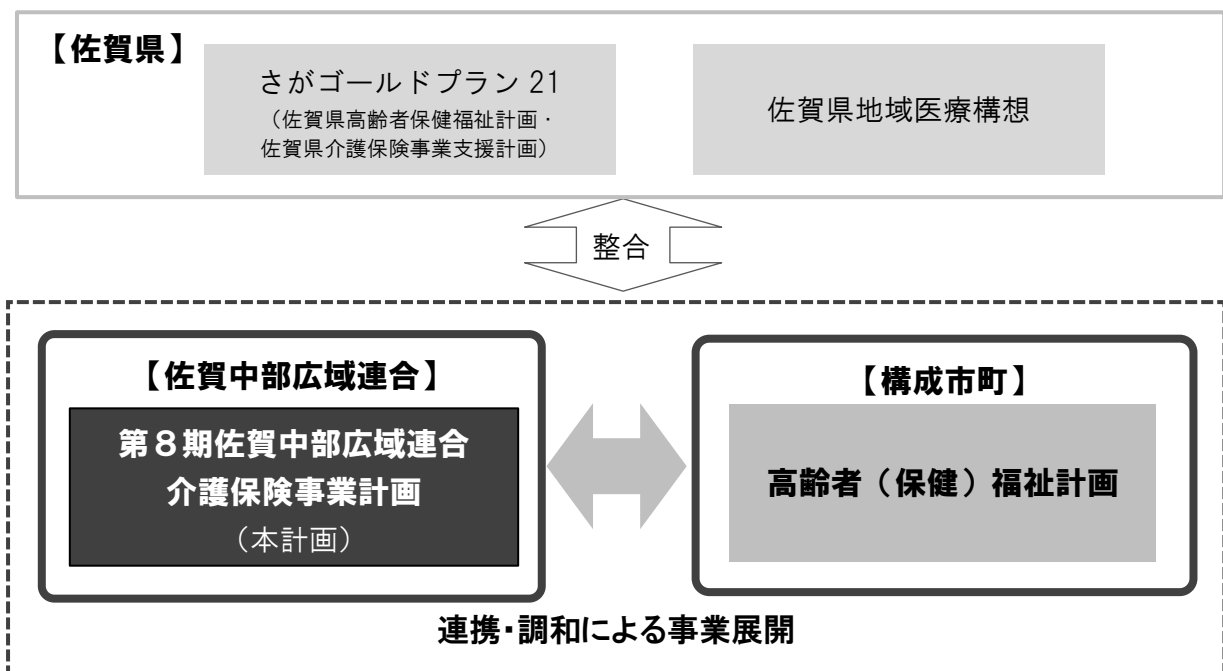 【佐賀県】
さがゴールドプラン 21
（佐賀県高齢者保健福祉計画・
佐賀県介護保険事業支援計画）
佐賀県地域医療構想
整合
【佐賀中部広域連合】
第８期佐賀中部広域連合
介護保険事業計画
（本計画）
【構成市町】
高齢者（保健）福祉計画
連携・調和による事業展開